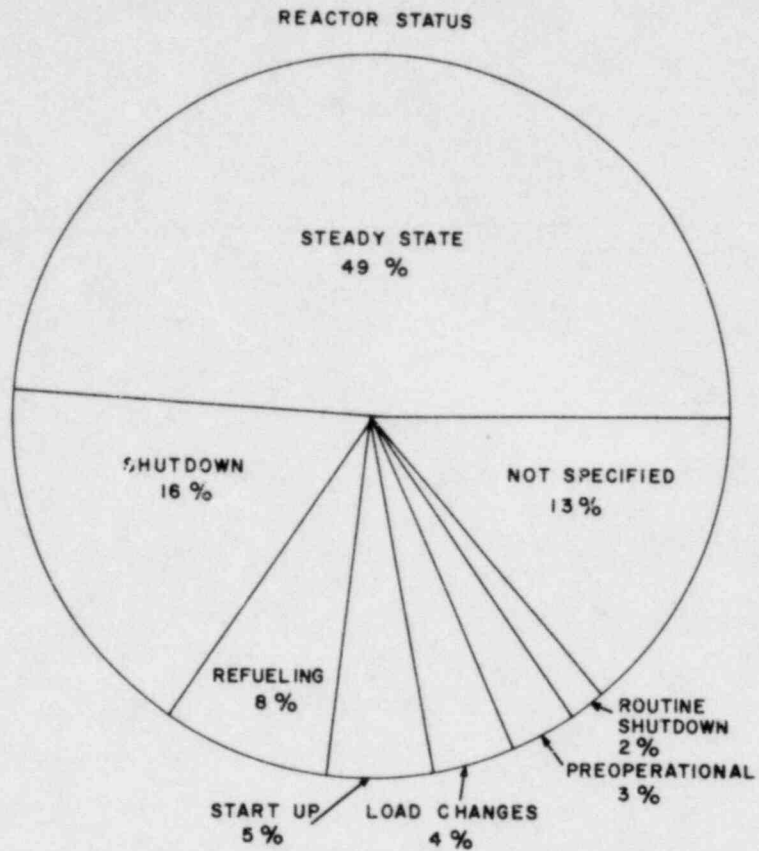 REACTOR STATUS
STEADY STATE
49 %
SHUTDOWN
16 %
NOT SPECIFIED
13 %
REFUELING
8 %
ROUTINE
SHUTDOWN
2 %
PREOPERATIONAL
3 %
START UP
5 %
LOAD CHANGES
4 %